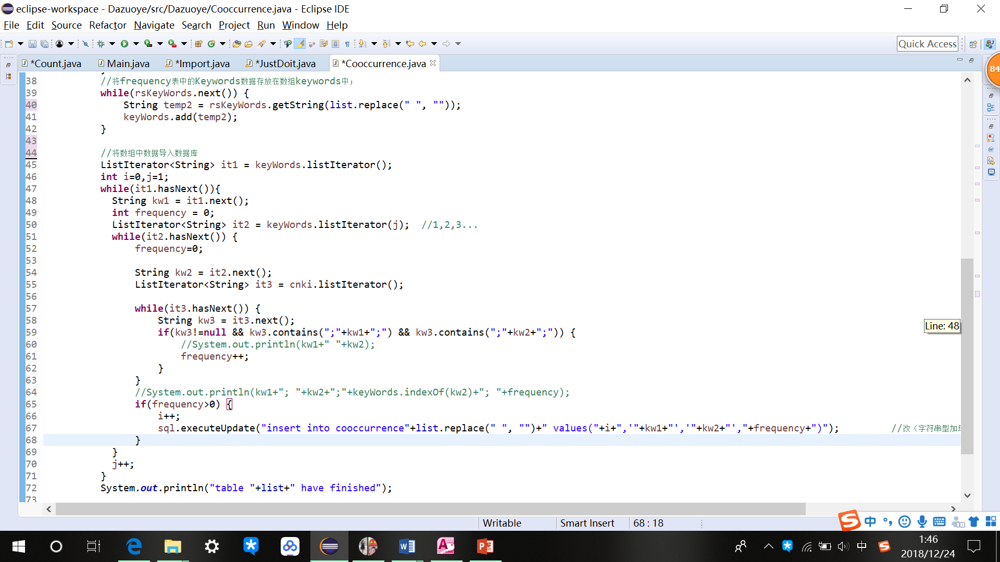 eclipse-workspace - Dazuoye/src/Dazuoye/Cooccurrence.java - Eclipse IDE
File Edit Source Refactor Navigate Search Project Run Window Help
Quick Access
*Count.java Main.java *Import.java *JustDoit.java *Cooccurrence.java
84
38 //将frequency表中的Keywords数据存放在数组keywords中;
39 while(rsKeyWords.next()) {
40 String temp2 = rsKeyWords.getString(list.replace(" ", ""));
41 keyWords.add(temp2);
42 }
43
44 //将数组中数据导入数据库
45 ListIterator<String> it1 = keyWords.listIterator();
46 int i=0,j=1;
47 while(it1.hasNext()){
48 String kw1 = it1.next();
49 int frequency = 0;
50 ListIterator<String> it2 = keyWords.listIterator(j); //1,2,3...
51 while(it2.hasNext()) {
52 frequency=0;
53
54 String kw2 = it2.next();
55 ListIterator<String> it3 = cnki.listIterator();
56
57 while(it3.hasNext()) {
58 String kw3 = it3.next();
59 if(kw3!=null && kw3.contains(";"+kw1+";") && kw3.contains(";"+kw2+";")) {
60 //System.out.println(kw1+" "+kw2);
61 frequency++;
62 }
63 }
64 //System.out.println(kw1+"; "+kw2+";"+keyWords.indexOf(kw2)+"; "+frequency);
65 if(frequency>0) {
66 i++;
67 sql.executeUpdate("insert into cooccurrence"+list.replace(" ", "")+" values("+i+",'"+kw1+"','"+kw2+"',"+frequency+")"); //改（字符串型加
68 }
69 }
70 j++;
71 }
72 System.out.println("table "+list+" have finished");
73
Line: 48
Writable Smart Insert 68 : 18
中
中
1:46
2018/12/24